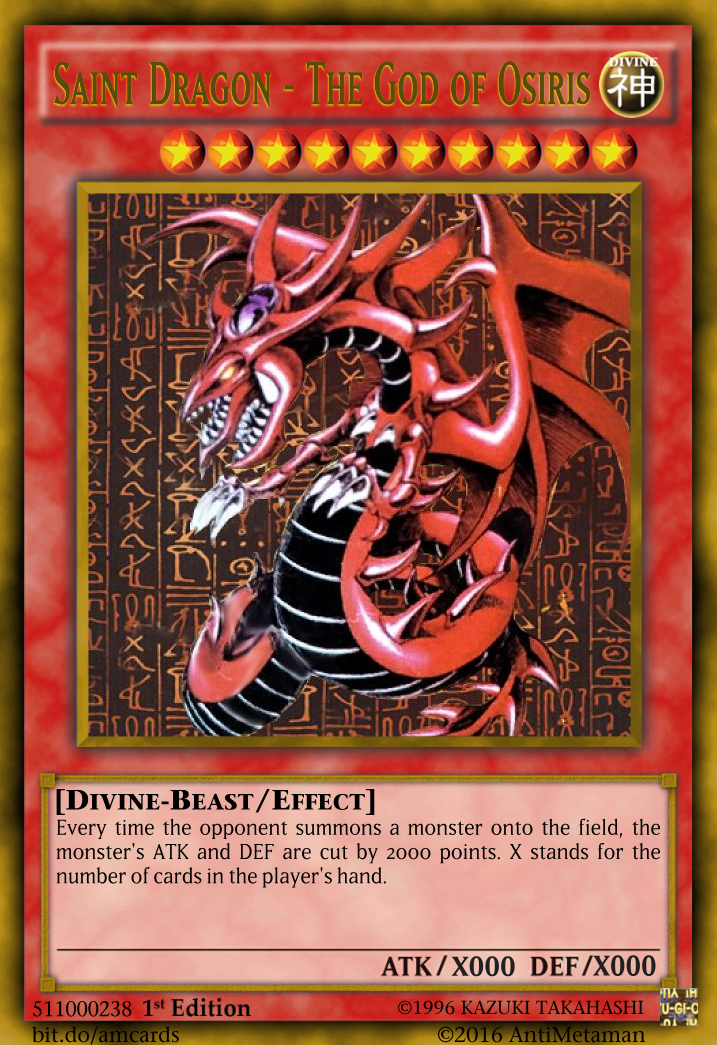 Saint Dragon - The God of Osiris
DIVINE
神
[Divine-Beast/Effect]
Every time the opponent summons a monster onto the field, the
monster's ATK and DEF are cut by 2000 points. X stands for the
number of cards in the player's hand.
ATK/X000 DEF/X000
511000238 1st Edition ©1996 KAZUKI TAKAHASHI
bit.do/amcards ©2016 AntiMetaman